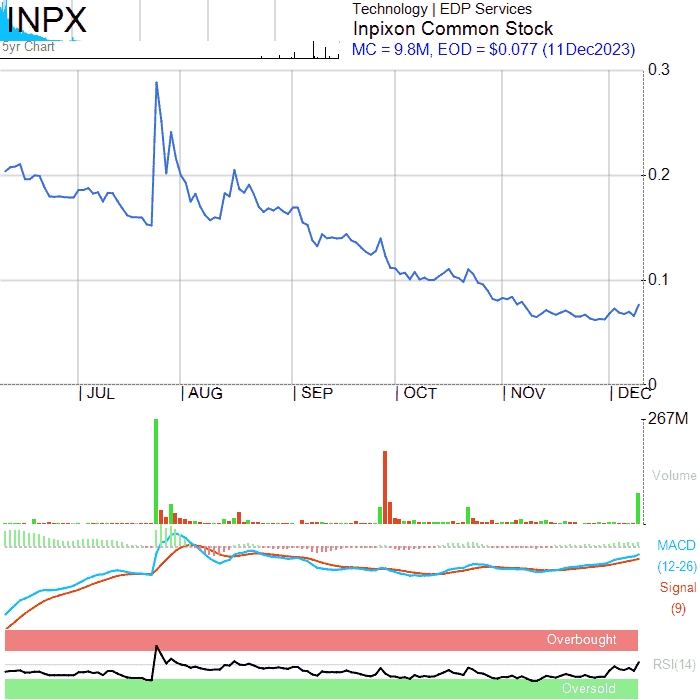 INPX
5yr Chart
Technology | EDP Services
Inpixon Common Stock
MC = 9.8M, EOD = $0.077 (11Dec2023)
0.3
0.2
0.1
0
JUL AUG SEP OCT NOV DEC
267M
Volume
MACD
(12-26)
Signal
(9)
Overbought
RSI(14)
Oversold